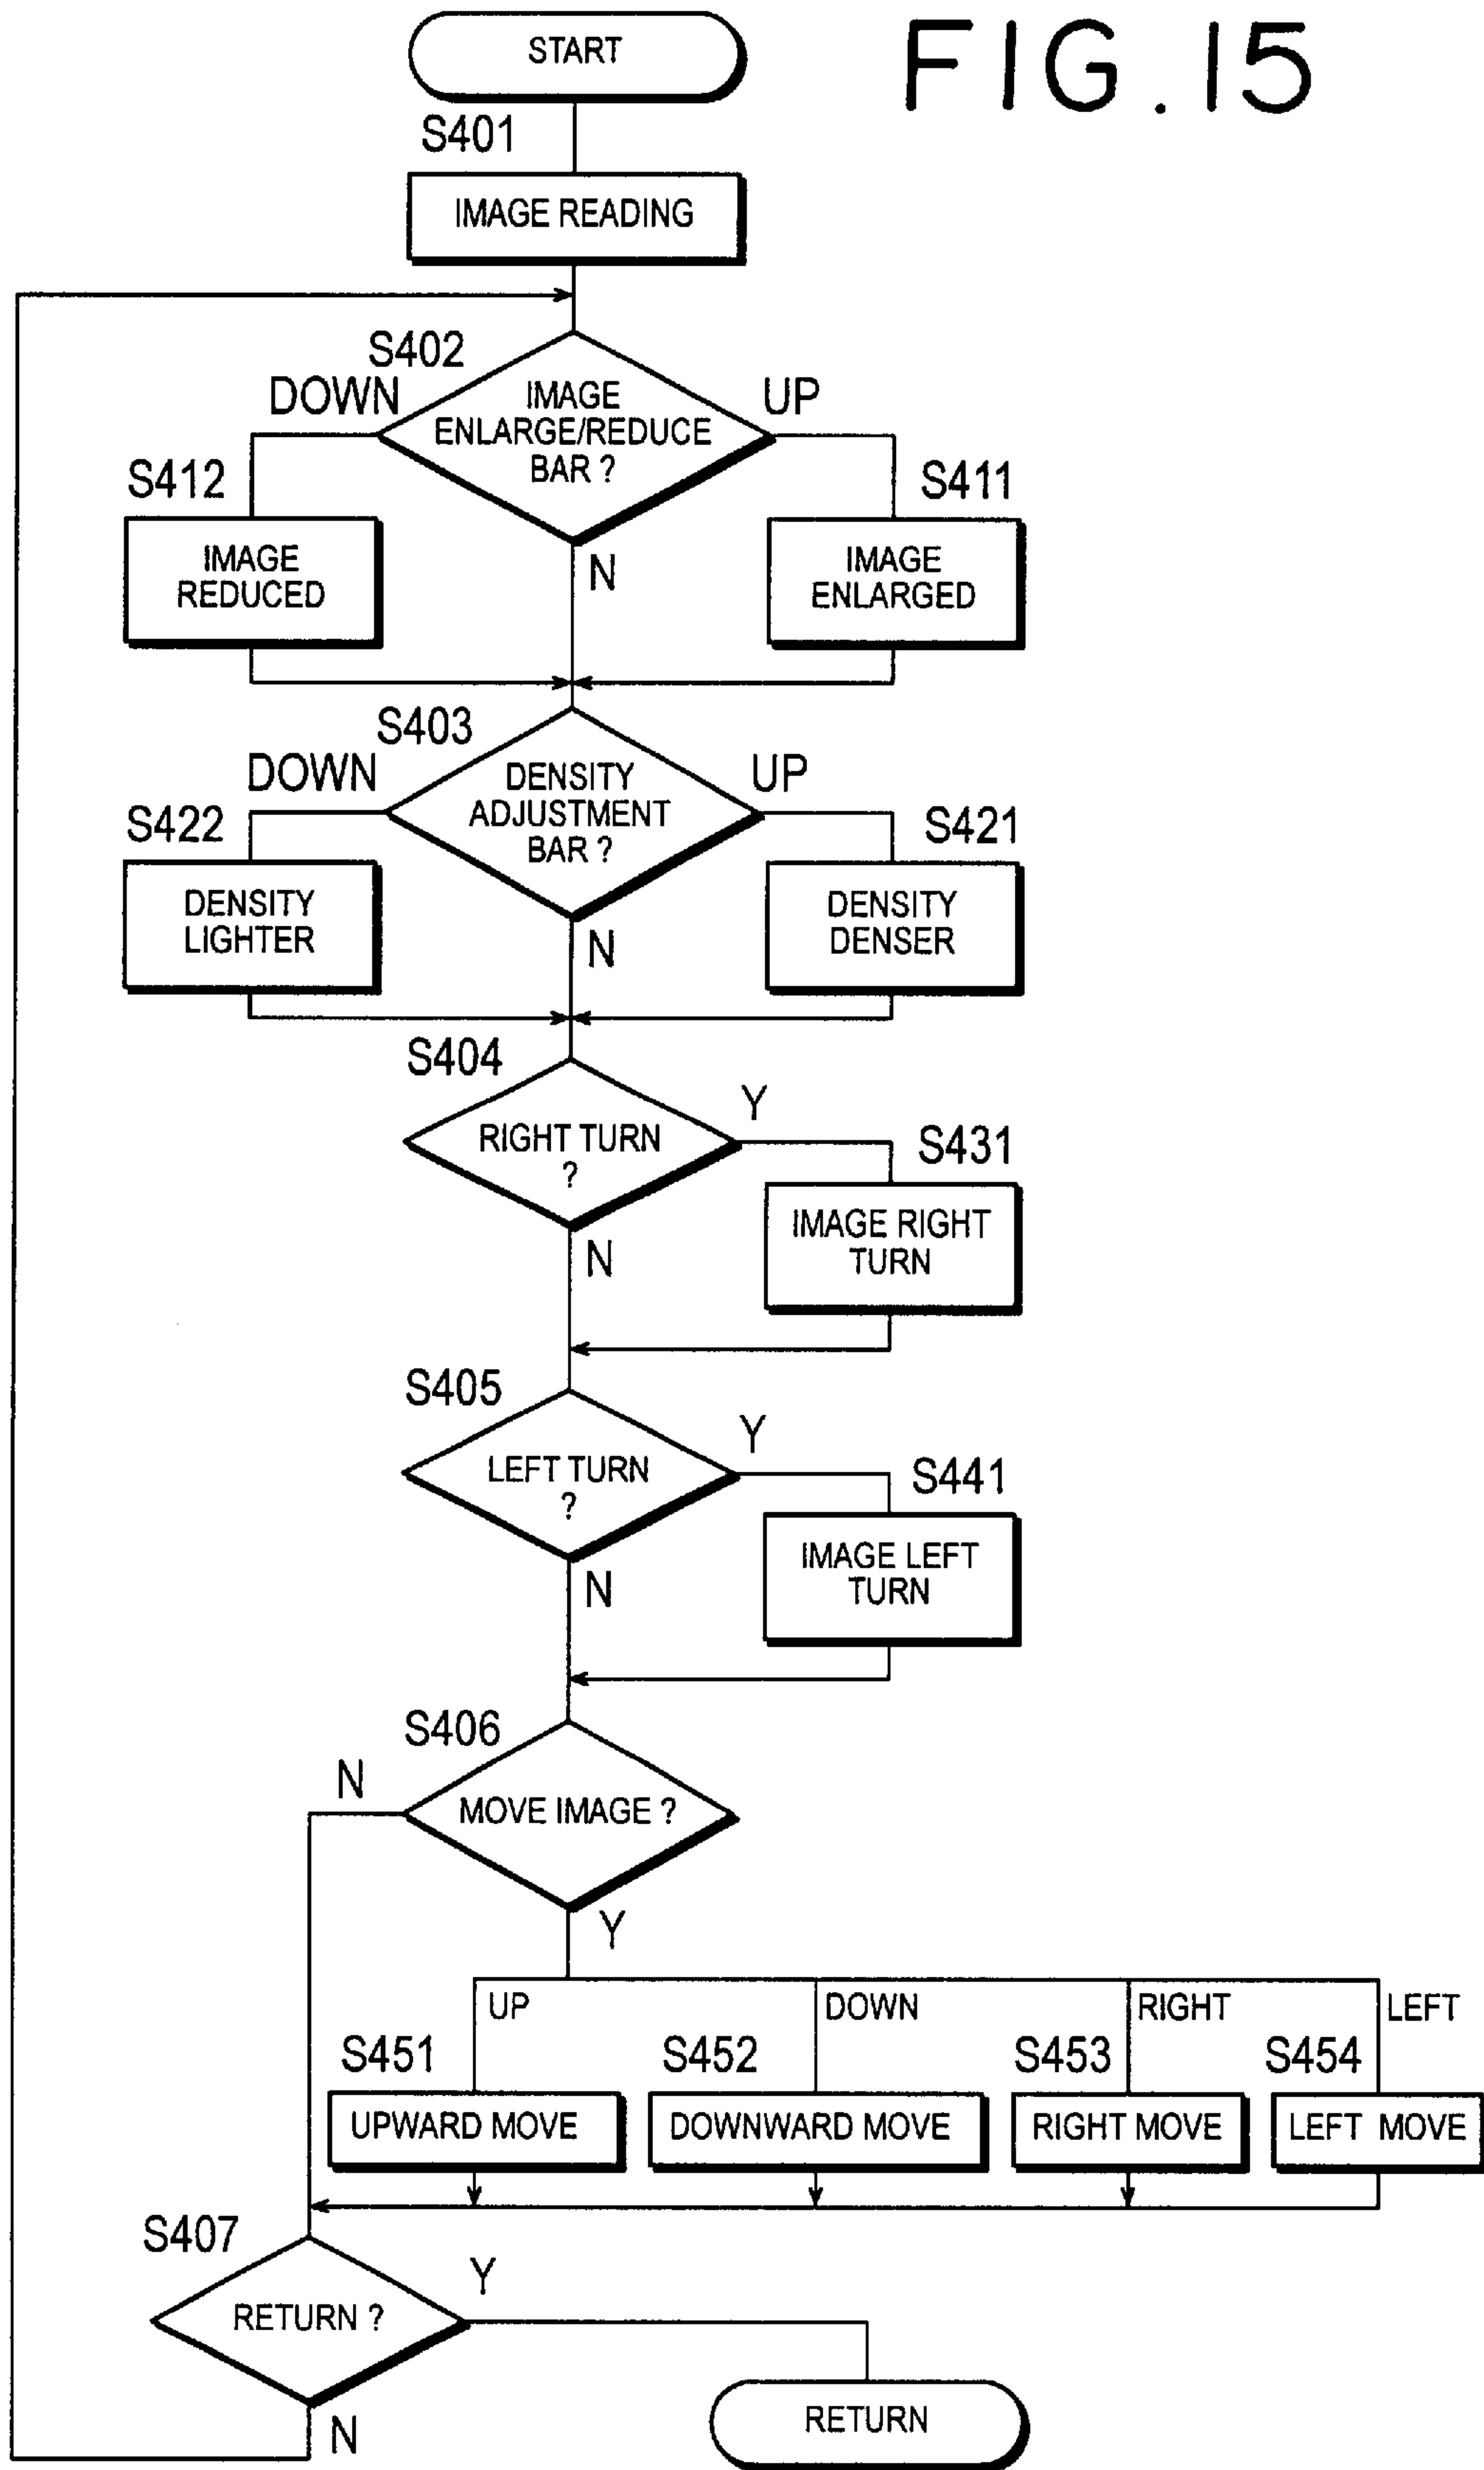 FIG.15
START
S401
IMAGE READING
S402
DOWN
IMAGE
ENLARGE/REDUCE
BAR ?
UP
S412
IMAGE
REDUCED
N
S411
IMAGE
ENLARGED
S403
DOWN
DENSITY
ADJUSTMENT
BAR ?
UP
S422
DENSITY
LIGHTER
N
S421
DENSITY
DENSER
S404
RIGHT TURN
?
Y
S431
IMAGE RIGHT
TURN
N
S405
LEFT TURN
?
Y
S441
IMAGE LEFT
TURN
N
S406
N
MOVE IMAGE ?
Y
UP
DOWN
RIGHT
LEFT
S451
S452
S453
S454
UPWARD MOVE
DOWNWARD MOVE
RIGHT MOVE
LEFT MOVE
S407
RETURN ?
Y
N
RETURN